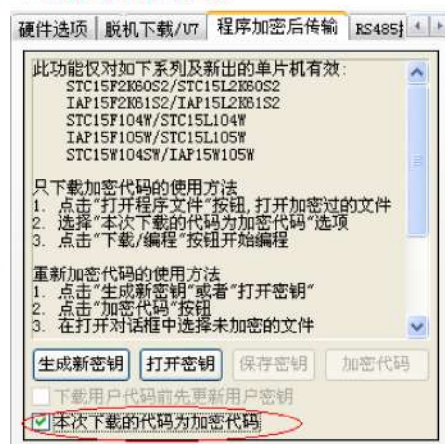 硬件选项 脱机下载/U7 程序加密后传输 RS485
此功能仅对如下系列及新出的单片机有效:
STC15F2K60S2/STC15L2K60S2
IAP15F2K61S2/IAP15L2K61S2
STC15F104W/STC15L104W
IAP15F105W/STC15L105W
STC15W104SW/IAP15W105W
只下载加密代码的使用方法
1. 点击"打开程序文件"按钮,打开加密过的文件
2. 选择"本次下载的代码为加密代码"选项
3. 点击"下载/编程"按钮开始编程
重新加密代码的使用方法
1. 点击"生成新密钥"或者"打开密钥"
2. 点击"加密代码"按钮
3. 在打开对话框中选择未加密的文件
生成新密钥 打开密钥 保存密钥 加密代码
下载用户代码前先更新用户密钥
本次下载的代码为加密代码